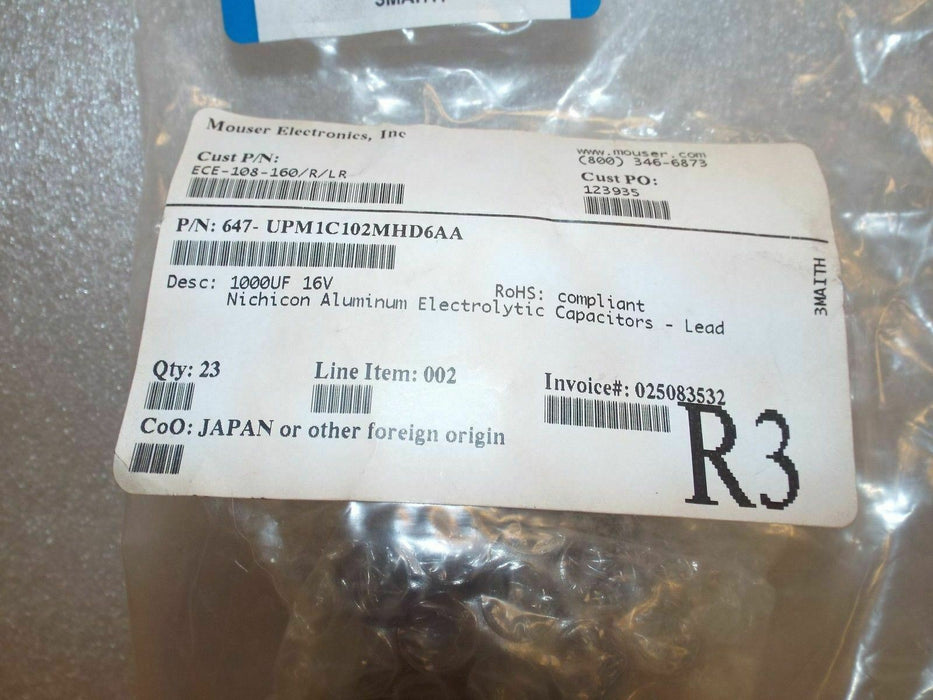 Mouser Electronics, Inc
www.mouser.com
(800) 346-6873
Cust P/N:
ECE-108-160/R/LR
Cust PO:
123935
P/N: 647- UPM1C102MHD6AA
Desc: 1000UF 16V
RoHS: compliant
Nichicon Aluminum Electrolytic Capacitors - Lead
3MAITH
Qty: 23
Line Item: 002
Invoice#: 025083532
CoO: JAPAN or other foreign origin
R3